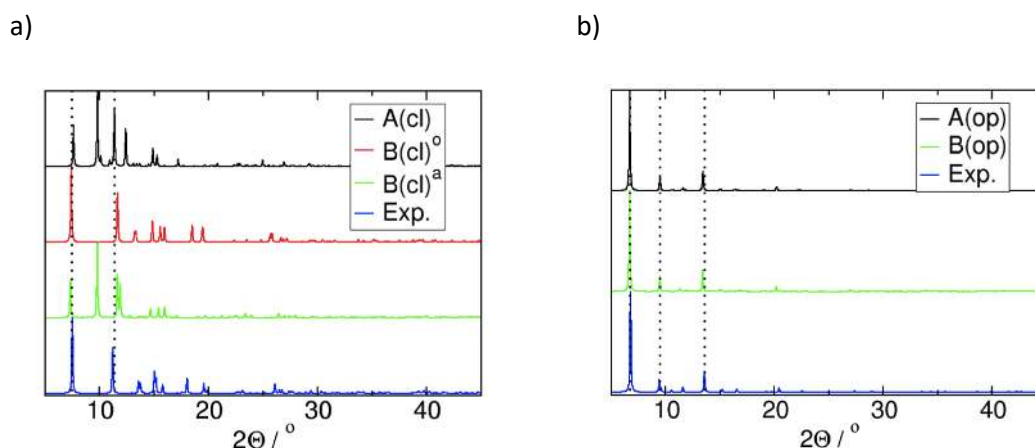 a)
b)
A(cl)
B(cl)º
B(cl)ª
Exp.
10 20 30 40
2Θ / º
A(op)
B(op)
Exp.
10 20 30 40
2Θ / º